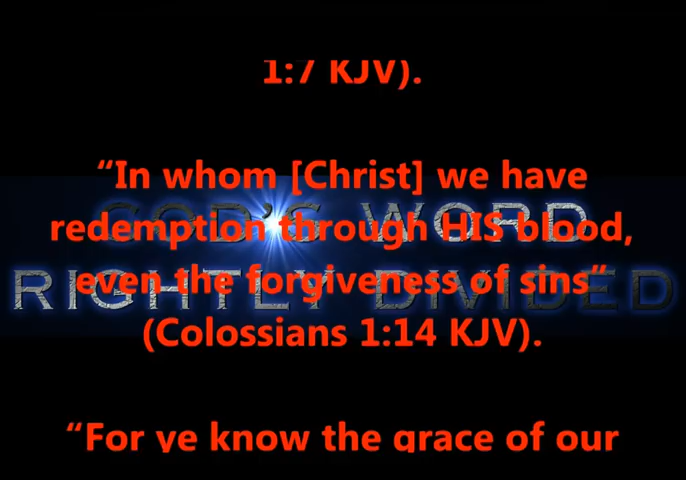 1:7 KJV).
“In whom [Christ] we have
redemption through HIS blood,
even the forgiveness of sins”
(Colossians 1:14 KJV).
“For ye know the grace of our
GOD'S WORD
RIGHTLY DIVIDED